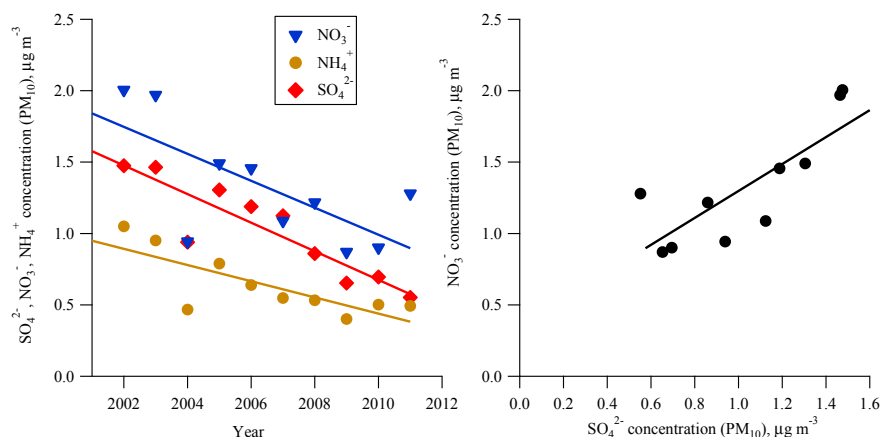 SO₄²⁻, NO₃⁻, NH₄⁺ concentration (PM₁₀), µg m⁻³
2.5
2.0
1.5
1.0
0.5
0.0
NO₃⁻
NH₄⁺
SO₄²⁻
2002 2004 2006 2008 2010 2012
Year
NO₃⁻ concentration (PM₁₀), µg m⁻³
2.5
2.0
1.5
1.0
0.5
0.0
0.0 0.2 0.4 0.6 0.8 1.0 1.2 1.4 1.6
SO₄²⁻ concentration (PM₁₀), µg m⁻³